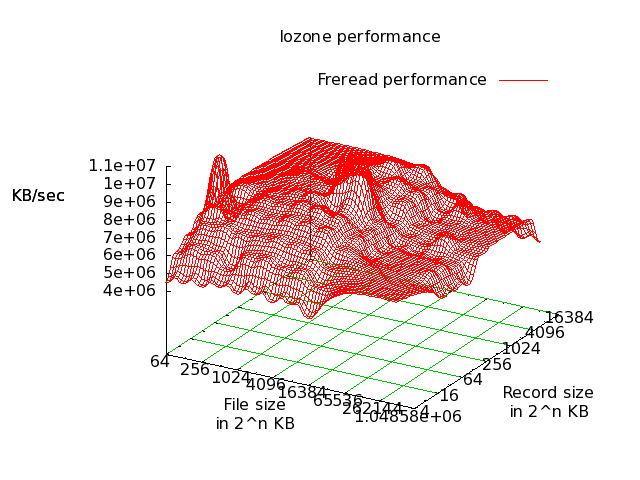 Iozone performance
Freread performance
KB/sec
1.1e+07
1e+07
9e+06
8e+06
7e+06
6e+06
5e+06
4e+06
64
256
1024
4096
16384
65536
262144
1.04858e+06
File size
in 2^n KB
4
16
64
256
1024
4096
16384
Record size
in 2^n KB